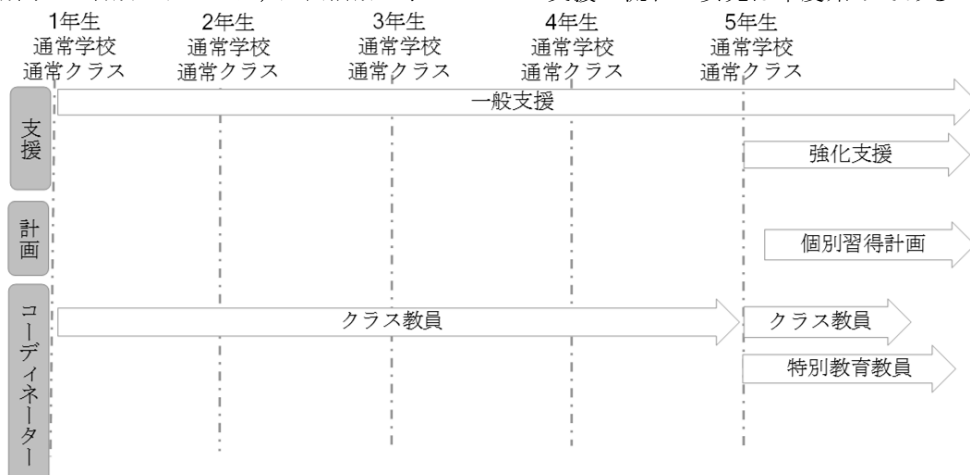 1年生
通常学校
通常クラス
2年生
通常学校
通常クラス
3年生
通常学校
通常クラス
4年生
通常学校
通常クラス
5年生
通常学校
通常クラス
支援
一般支援
強化支援
計画
個別習得計画
コーディネーター
クラス教員
クラス教員
特別教育教員